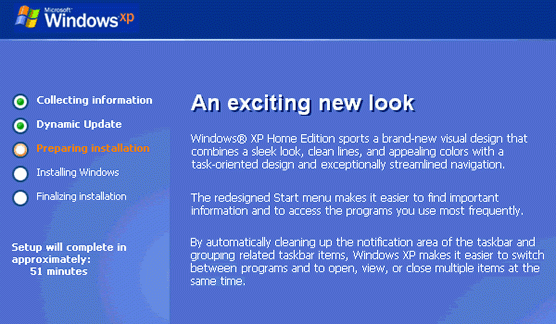 Microsoft®
Windows xp
Collecting information
Dynamic Update
Preparing installation
Installing Windows
Finalizing installation
Setup will complete in
approximately:
51 minutes
An exciting new look
Windows® XP Home Edition sports a brand-new visual design that
combines a sleek look, clean lines, and appealing colors with a
task-oriented design and exceptionally streamlined navigation.
The redesigned Start menu makes it easier to find important
information and to access the programs you use most frequently.
By automatically cleaning up the notification area of the taskbar and
grouping related taskbar items, Windows XP makes it easier to switch
between programs and to open, view, or close multiple items at the
same time.